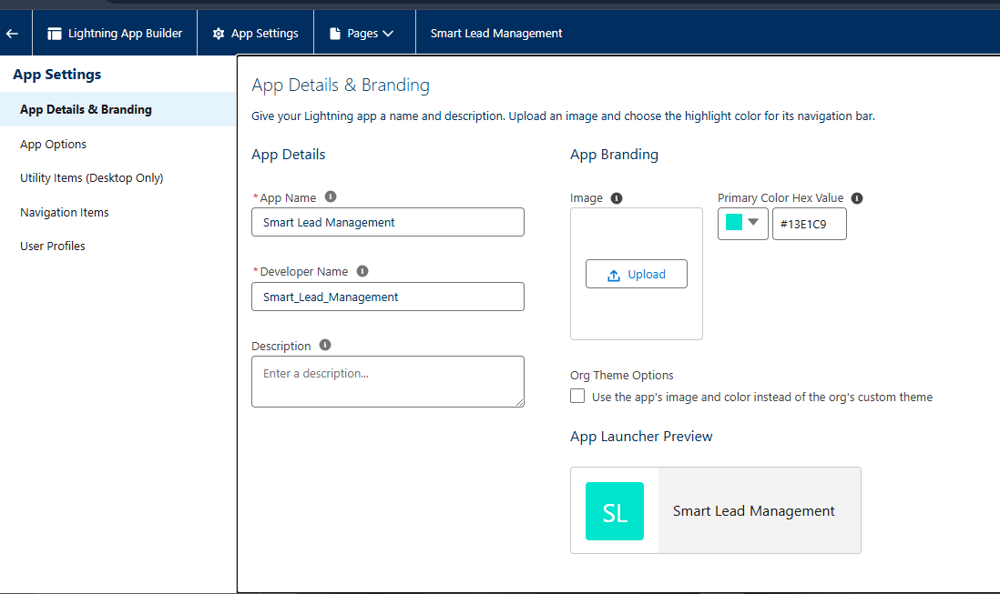 Lightning App Builder
App Settings
Pages
Smart Lead Management
App Settings
App Details & Branding
App Options
Utility Items (Desktop Only)
Navigation Items
User Profiles
App Details & Branding
Give your Lightning app a name and description. Upload an image and choose the highlight color for its navigation bar.
App Details
*App Name
Smart Lead Management
*Developer Name
Smart_Lead_Management
Description
Enter a description...
App Branding
Image
Upload
Primary Color Hex Value
#13E1C9
Org Theme Options
Use the app's image and color instead of the org's custom theme
App Launcher Preview
SL
Smart Lead Management